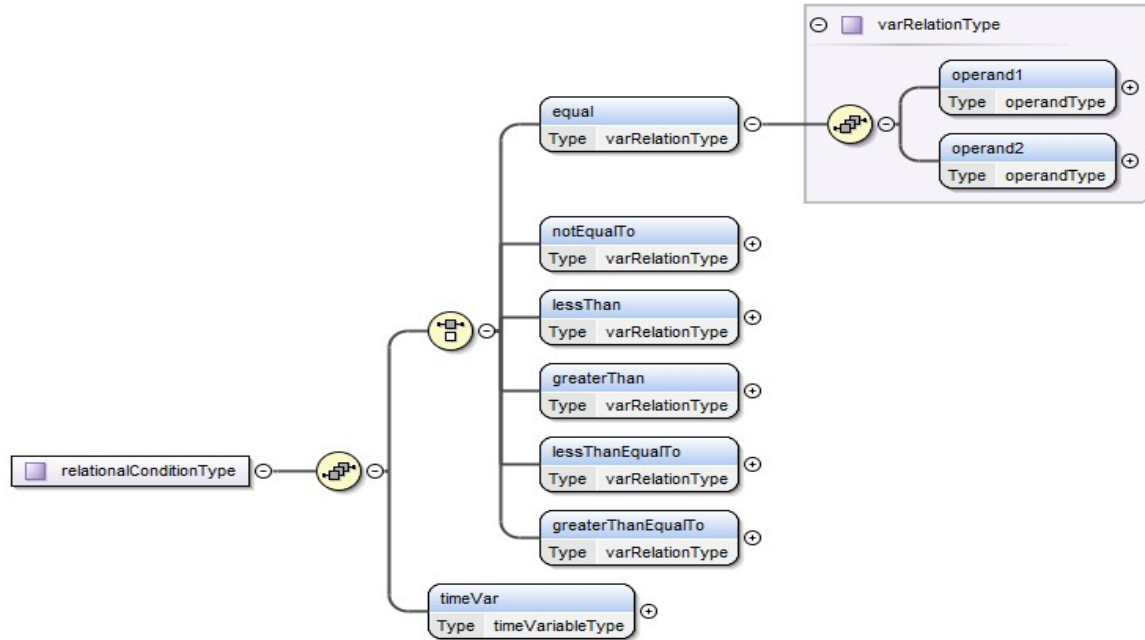 varRelationType
operand1
Type operandType
operand2
Type operandType
equal
Type varRelationType
notEqualTo
Type varRelationType
lessThan
Type varRelationType
greaterThan
Type varRelationType
lessThanEqualTo
Type varRelationType
greaterThanEqualTo
Type varRelationType
relationalConditionType
timeVar
Type timeVariableType